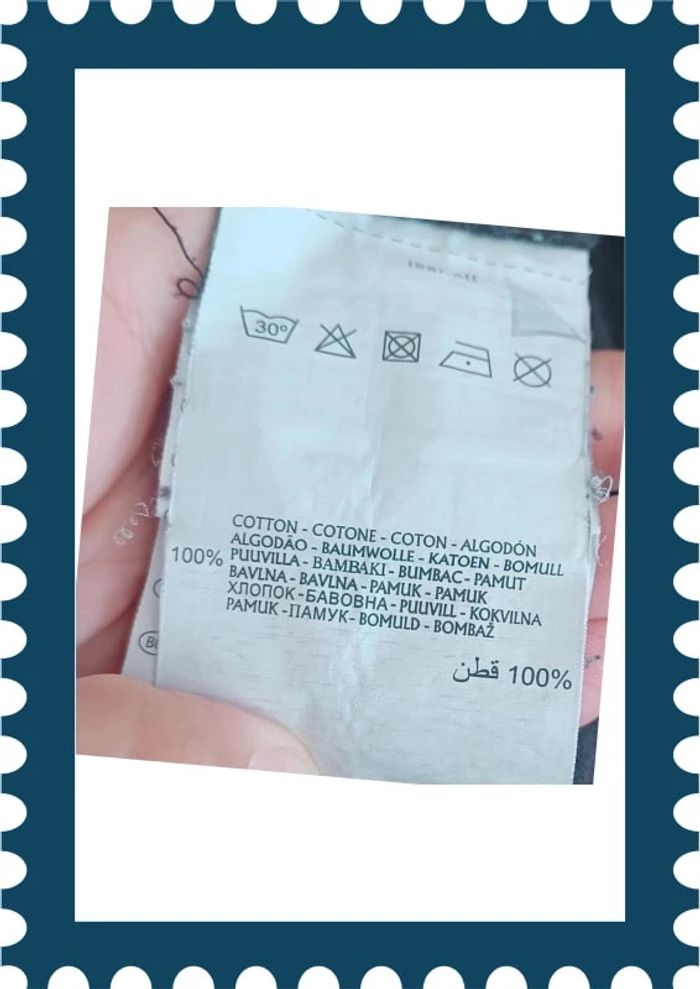 30°
COTTON - COTONE - COTON - ALGODÓN
ALGODÃO - BAUMWOLLE - KATOEN - BOMULL
100% PUUVILLA - BAMBAKI - BUMBAC - PAMUT
BAVLNA - BAVLNA - PAMUK - PAMUK
ХЛОПОК - БАВОВНА - PUUVILL - KOKVILNA
PAMUK - ПАМУК - BOMULD - BOMBAŽ
100% قطن